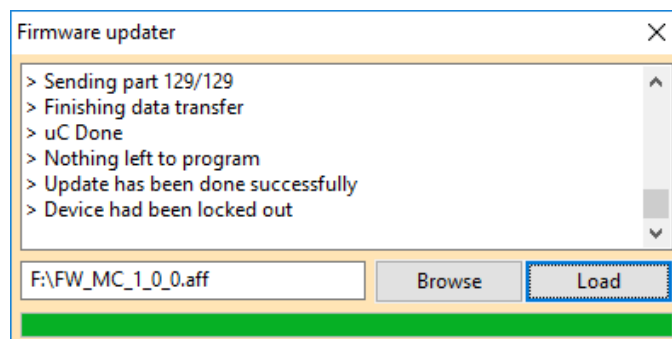 Firmware updater
> Sending part 129/129
> Finishing data transfer
> uC Done
> Nothing left to program
> Update has been done successfully
> Device had been locked out
F:\FW_MC_1_0_0.aff
Browse
Load